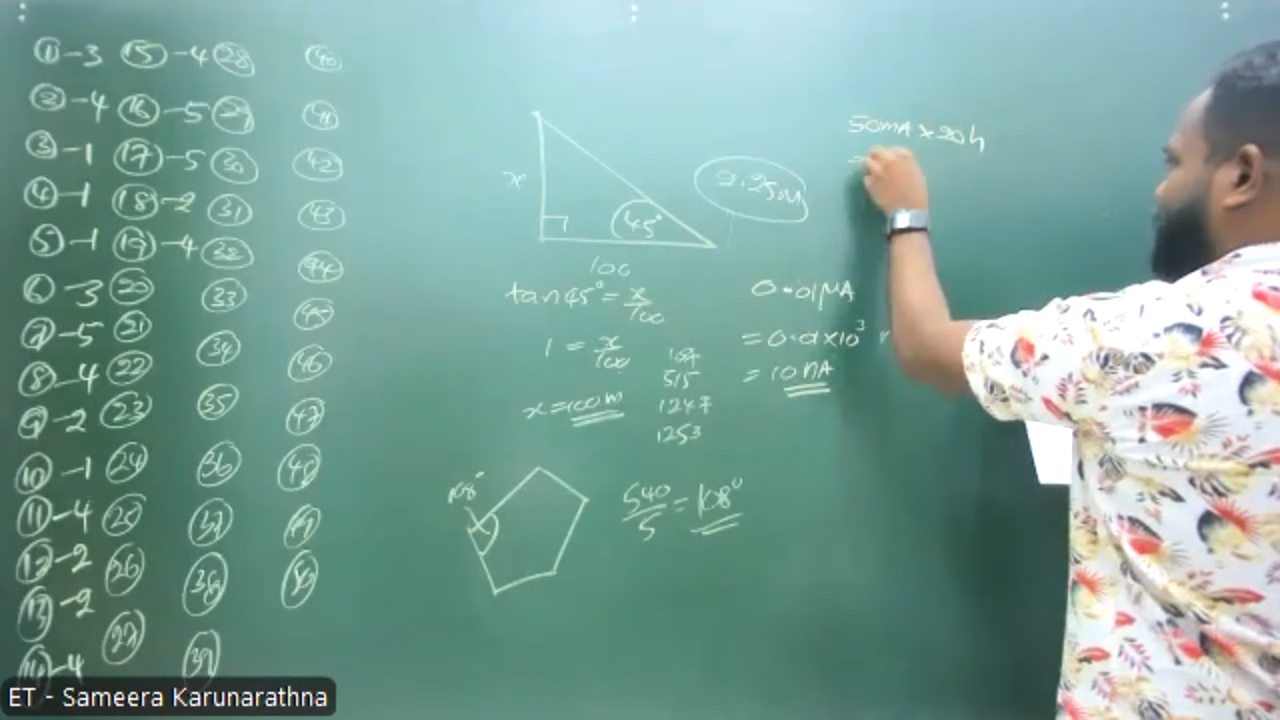 ① - 3 ⑮ - 4 ㉘ ㊵
② - 4 ⑯ - 5 ㉙ ㊶
③ - 1 ⑰ - 5 ㉚ ㊷
④ - 1 ⑱ - 2 ㉛ ㊸
⑤ - 1 ⑲ - 4 ㉜ ㊹
⑥ - 3 ⑳ ㉝ ㊺
⑦ - 5 ㉑ ㉞ ㊻
⑧ - 4 ㉒ ㉟ ㊼
⑨ - 2 ㉓ ㊱ ㊽
⑩ - 1 ㉔ ㊲ ㊾
⑪ - 4 ㉕ ㊳ ㊿
⑫ - 2 ㉖ ㊴
⑬ - 2 ㉗
⑭ - 4
x
45°
100
2.25m
tan45° = x/100
1 = x/100
x = 100m
515
1247
1253
108°
540/5 = 108°
0.01μA
= 0.01×10³
= 10nA
50mA × 20h
=
ET - Sameera Karunarathna